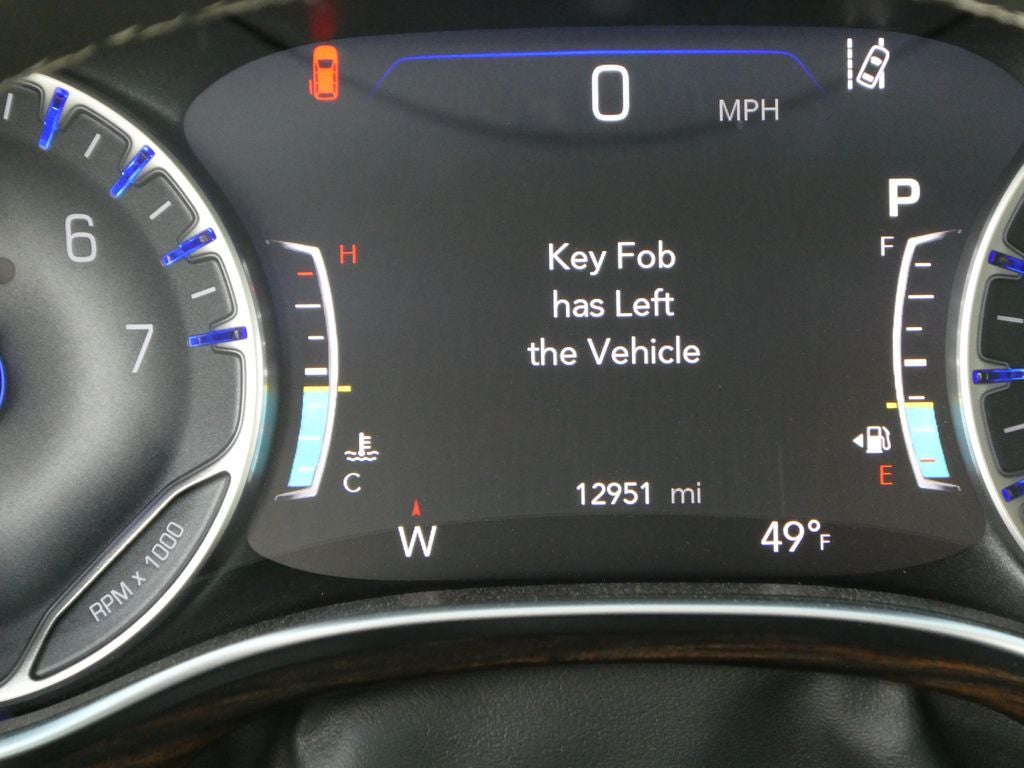 0 MPH
P
6
7
H
F
Key Fob
has Left
the Vehicle
C
E
12951 mi
W
49°F
RPM x 1000